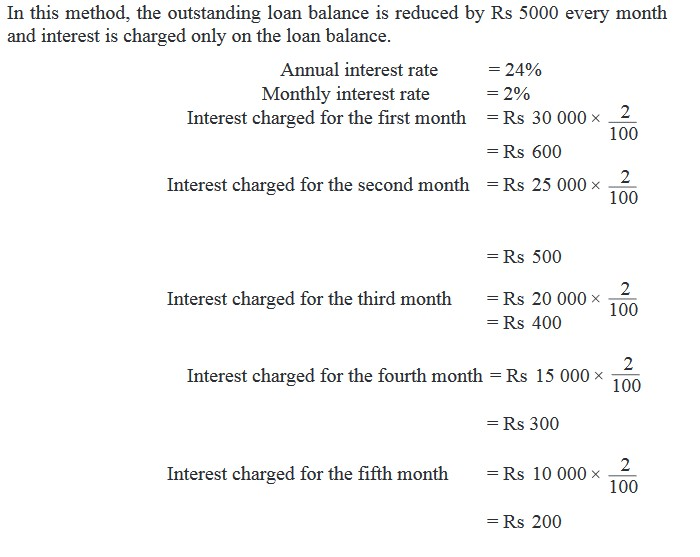 In this method, the outstanding loan balance is reduced by Rs 5000 every month
and interest is charged only on the loan balance.
Annual interest rate = 24%
Monthly interest rate = 2%
Interest charged for the first month = Rs 30 000 × 2/100
= Rs 600
Interest charged for the second month = Rs 25 000 × 2/100
= Rs 500
Interest charged for the third month = Rs 20 000 × 2/100
= Rs 400
Interest charged for the fourth month = Rs 15 000 × 2/100
= Rs 300
Interest charged for the fifth month = Rs 10 000 × 2/100
= Rs 200